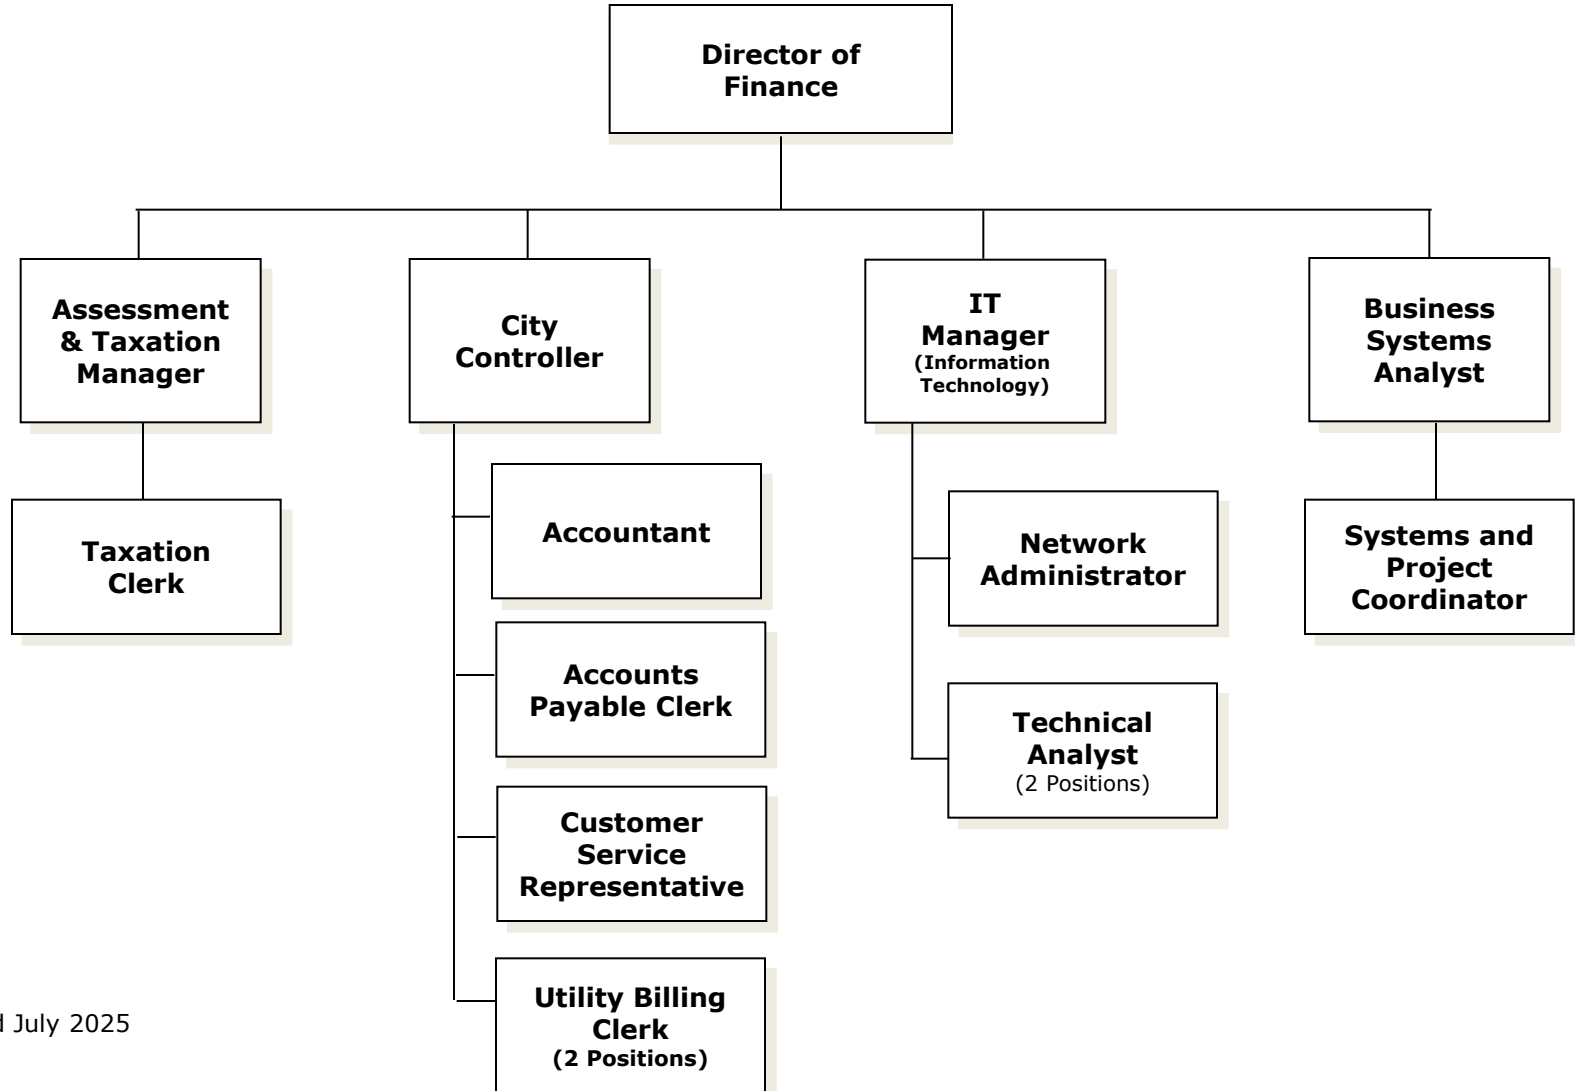 Director of
Finance
Assessment
& Taxation
Manager
City
Controller
IT
Manager
(Information
Technology)
Business
Systems
Analyst
Taxation
Clerk
Accountant
Accounts
Payable Clerk
Customer
Service
Representative
Utility Billing
Clerk
(2 Positions)
Network
Administrator
Technical
Analyst
(2 Positions)
Systems and
Project
Coordinator
July 2025